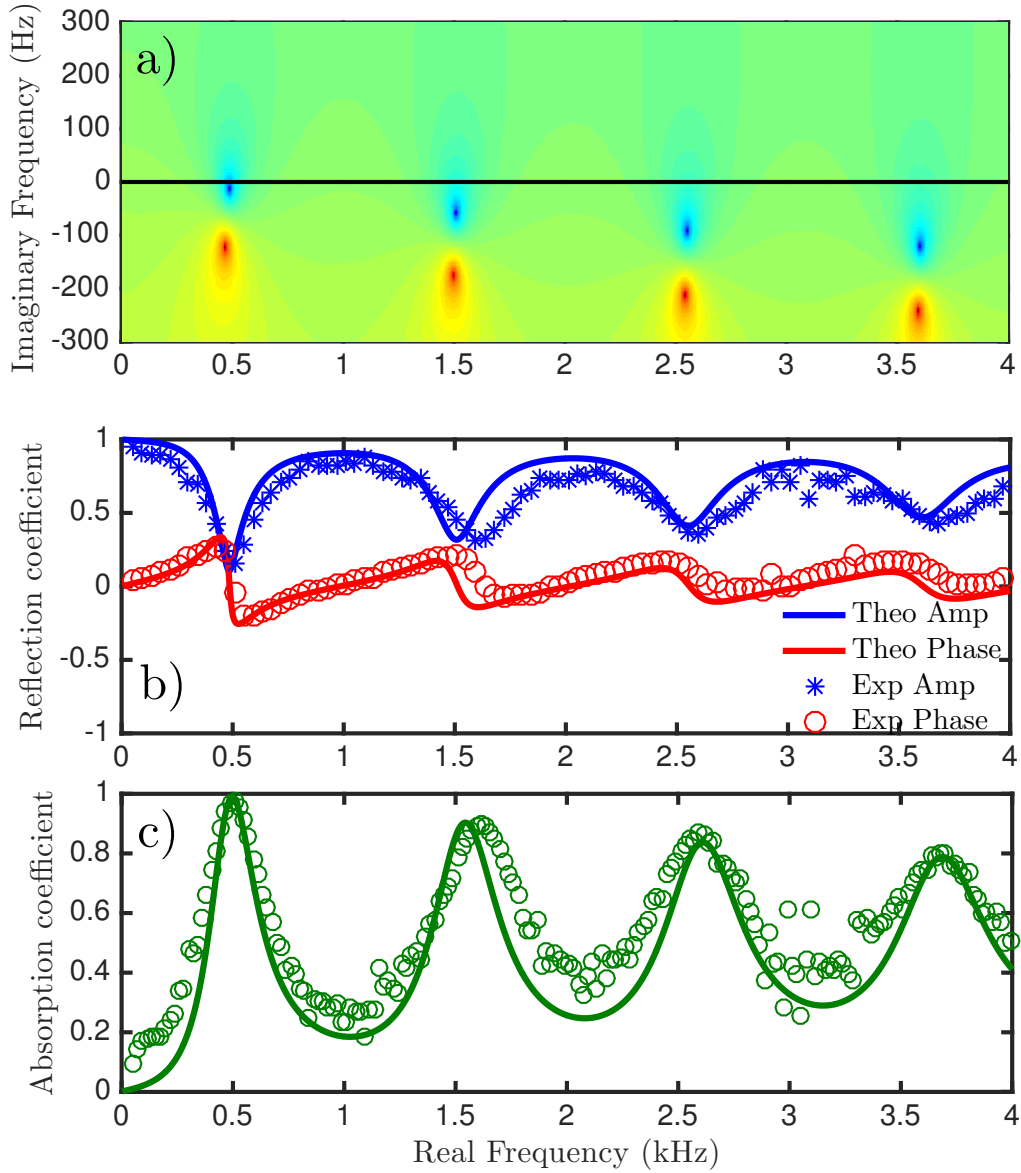 a)
Imaginary Frequency (Hz)
300
200
100
0
-100
-200
-300
0 0.5 1 1.5 2 2.5 3 3.5 4
b)
Reflection coefficient
1
0.5
0
-0.5
-1
Theo Amp
Theo Phase
Exp Amp
Exp Phase
0 0.5 1 1.5 2 2.5 3 3.5 4
c)
Absorption coefficient
1
0.8
0.6
0.4
0.2
0
0 0.5 1 1.5 2 2.5 3 3.5 4
Real Frequency (kHz)